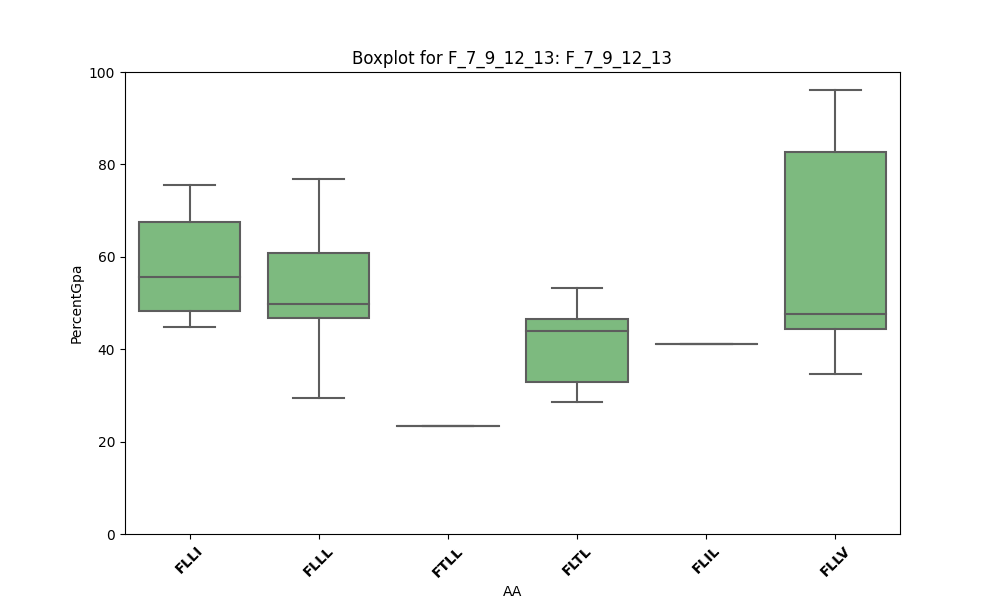 Boxplot for F_7_9_12_13: F_7_9_12_13
100
80
60
40
20
0
PercentGpa
FLLI
FLLL
FTLL
FLTL
FLIL
FLLV
AA